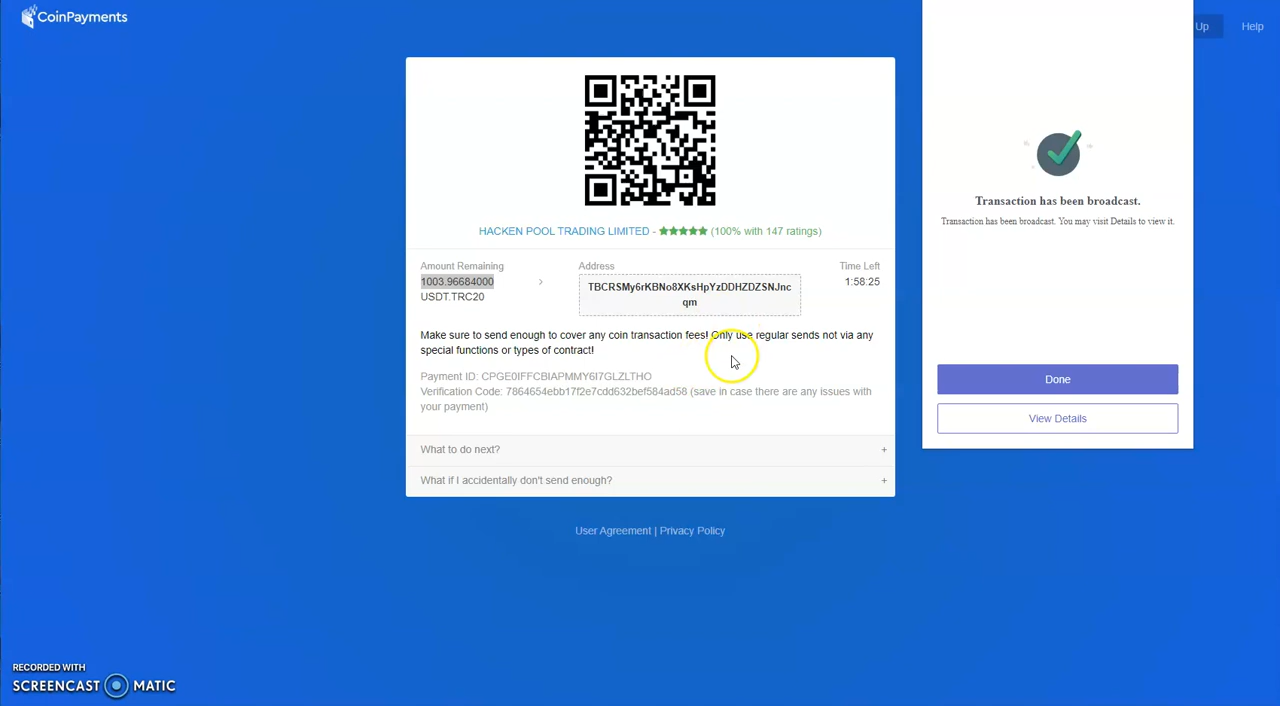 CoinPayments
Up
Help
HACKEN POOL TRADING LIMITED - ★★★★★ (100% with 147 ratings)
Amount Remaining
1003.96684000
USDT.TRC20
Address
TBCRSMy6rKBNo8XKsHpYzDDHZDZSNJnc
qm
Time Left
1:58:25
Make sure to send enough to cover any coin transaction fees! Only use regular sends not via any
special functions or types of contract!
Payment ID: CPGE0IFFCBIAPMMY6I7GLZLTHO
Verification Code: 7864654ebb17f2e7cdd632bef584ad58 (save in case there are any issues with
your payment)
What to do next?
+
What if I accidentally don't send enough?
+
User Agreement | Privacy Policy
Transaction has been broadcast.
Transaction has been broadcast. You may visit Details to view it.
Done
View Details
RECORDED WITH
SCREENCAST MATIC